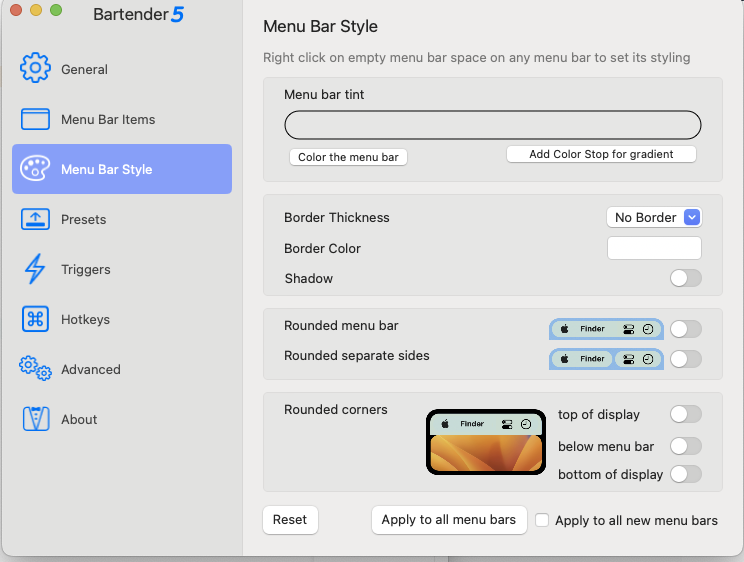 Bartender 5
General
Menu Bar Items
Menu Bar Style
Presets
Triggers
Hotkeys
Advanced
About
Menu Bar Style
Right click on empty menu bar space on any menu bar to set its styling
Menu bar tint
Color the menu bar
Add Color Stop for gradient
Border Thickness
No Border
Border Color
Shadow
Rounded menu bar
Finder
Rounded separate sides
Finder
Rounded corners
Finder
top of display
below menu bar
bottom of display
Reset
Apply to all menu bars
Apply to all new menu bars